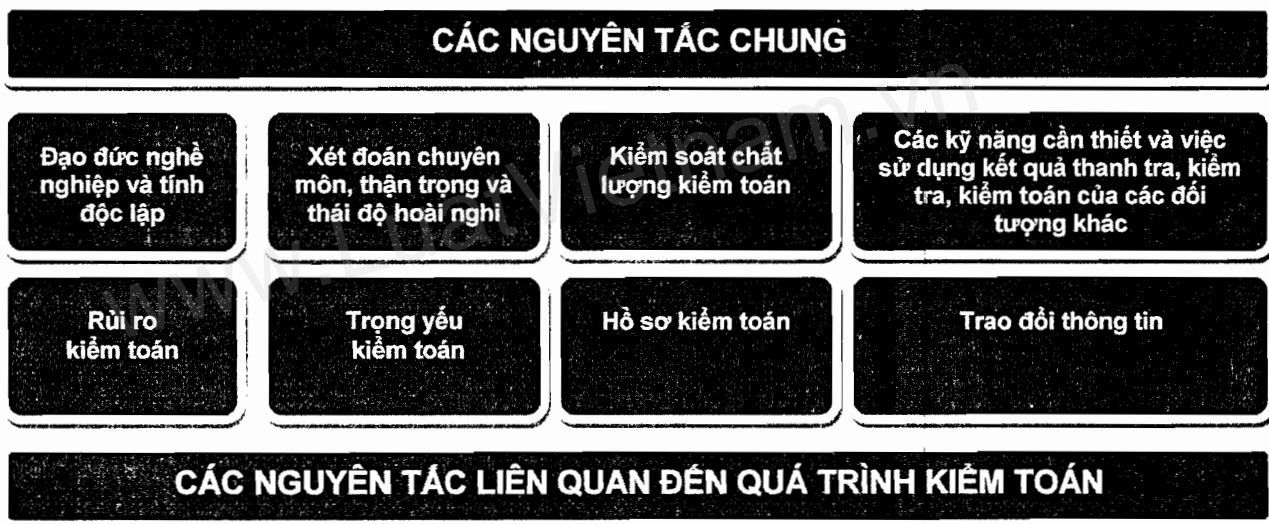 CÁC NGUYÊN TẮC CHUNG
Đạo đức nghề
nghiệp và tính
độc lập
Xét đoán chuyên
môn, thận trọng và
thái độ hoài nghi
Kiểm soát chất
lượng kiểm toán
Các kỹ năng cần thiết và việc
sử dụng kết quả thanh tra, kiểm
tra, kiểm toán của các đối
tượng khác
Rủi ro
kiểm toán
Trọng yếu
kiểm toán
Hồ sơ kiểm toán
Trao đổi thông tin
CÁC NGUYÊN TẮC LIÊN QUAN ĐẾN QUÁ TRÌNH KIỂM TOÁN
www.LuatVietnam.vn